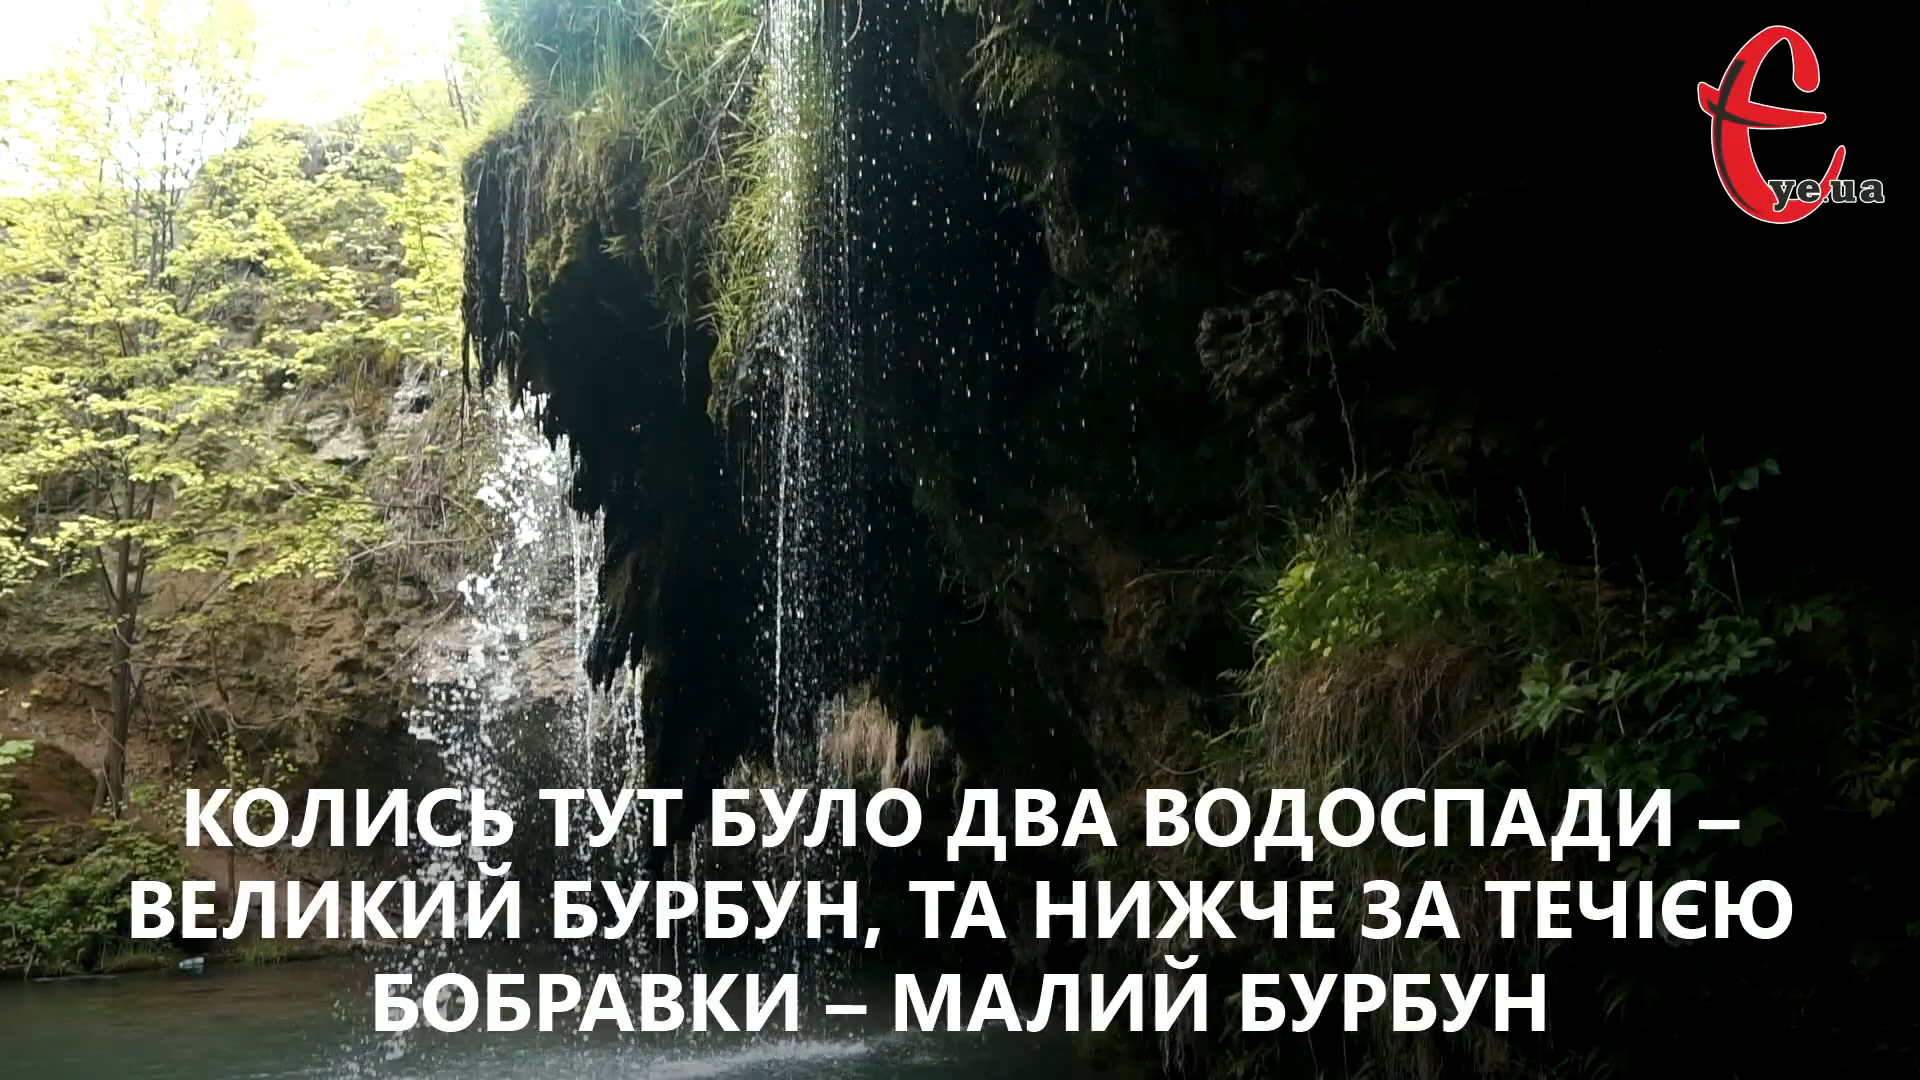 Є
ye.ua
КОЛИСЬ ТУТ БУЛО ДВА ВОДОСПАДИ –
ВЕЛИКИЙ БУРБУН, ТА НИЖЧЕ ЗА ТЕЧІЄЮ
БОБРАВКИ – МАЛИЙ БУРБУН